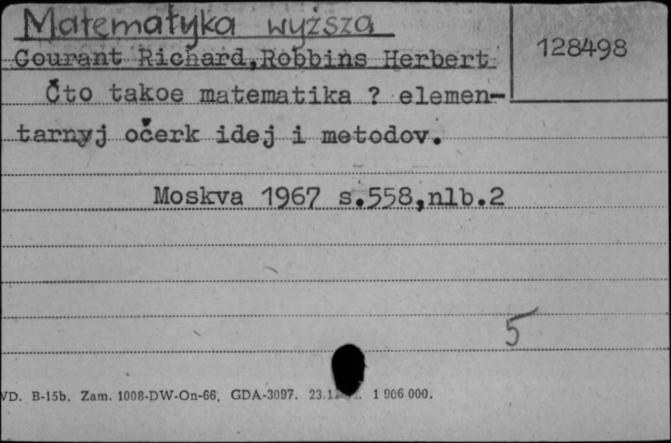 Matematyka wyższa
128498
Courant Richard,Robbins Herbert
Čto takoe matematika ? elemen-
tarnyj očerk idej i metodov.
Moskva 1967 s.558,nlb.2
5
VD. B-15b. Zam. 1008-DW-On-66. GDA-3097. 1 906 000.